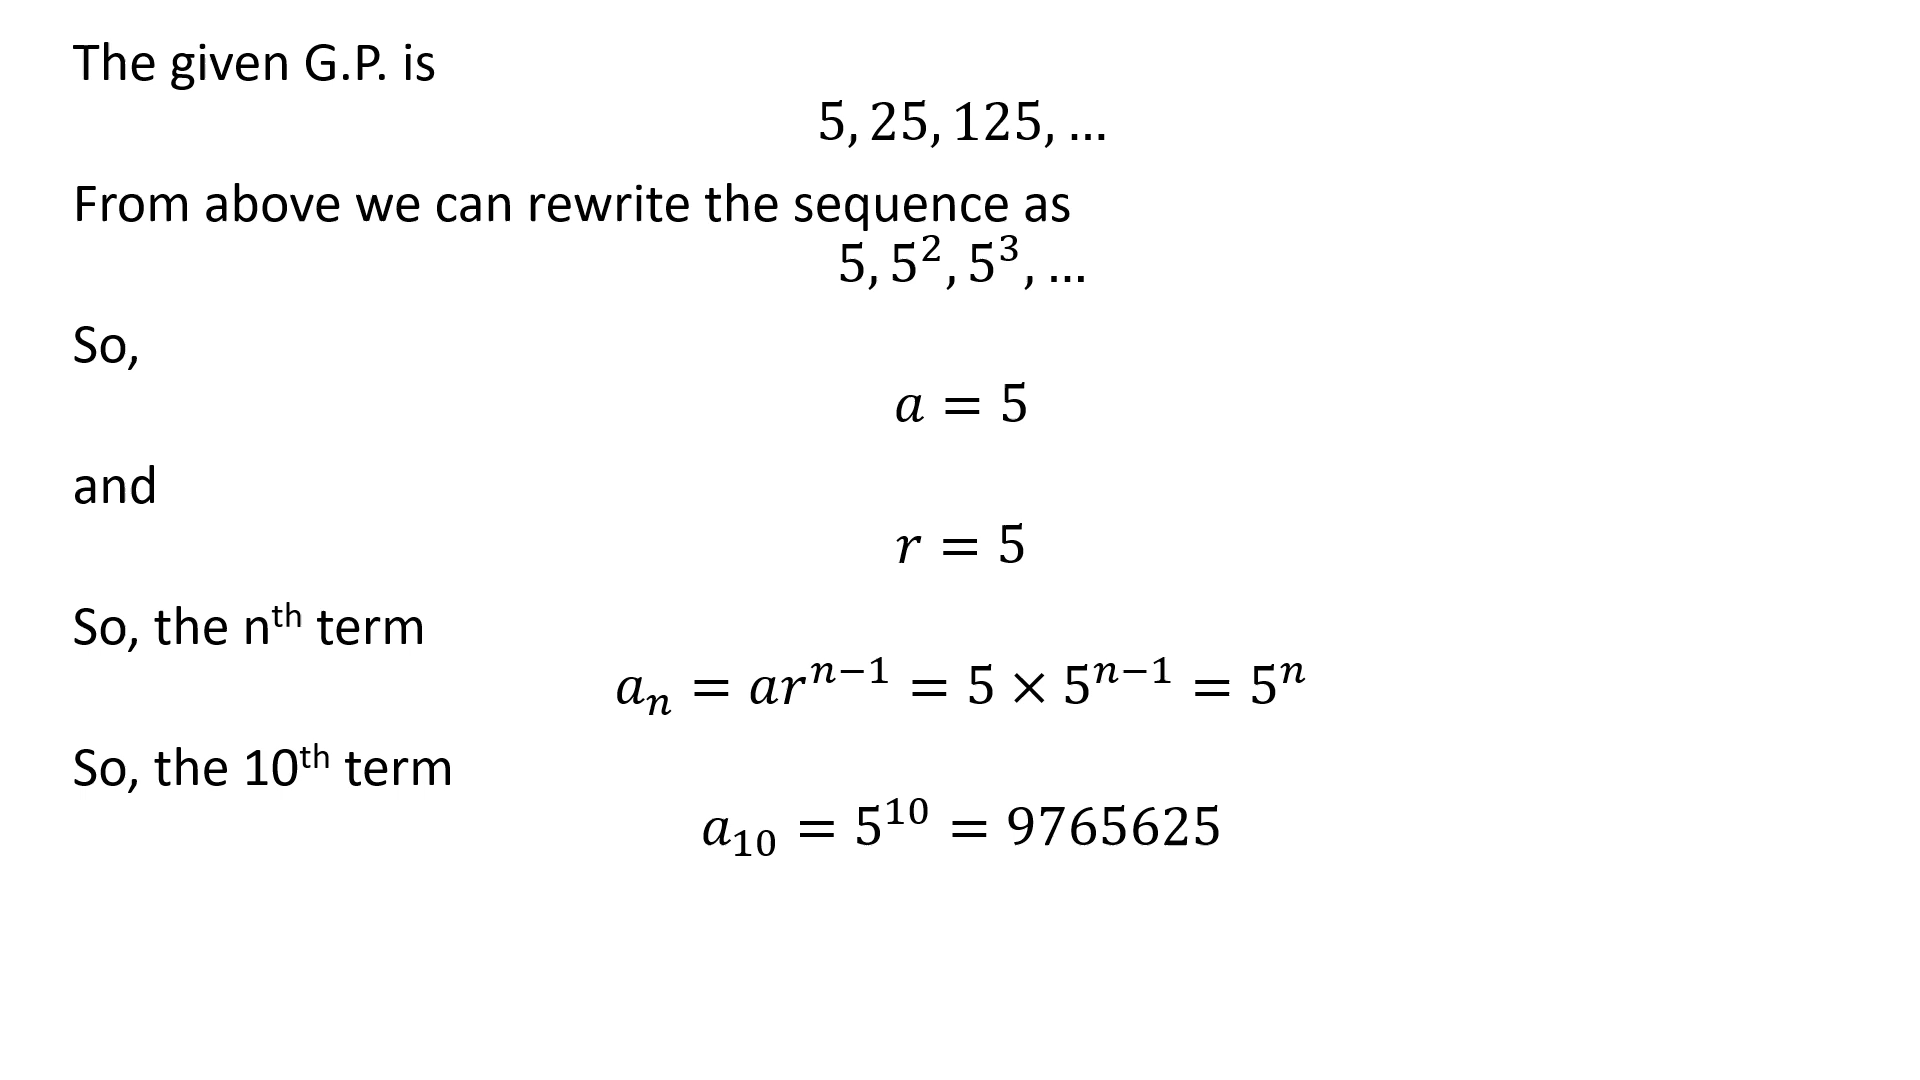 The given G.P. is
5, 25, 125, …
From above we can rewrite the sequence as
5, 5², 5³, …
So,
a = 5
and
r = 5
So, the nᵗʰ term
aₙ = arⁿ⁻¹ = 5 × 5ⁿ⁻¹ = 5ⁿ
So, the 10ᵗʰ term
a₁₀ = 5¹⁰ = 9765625